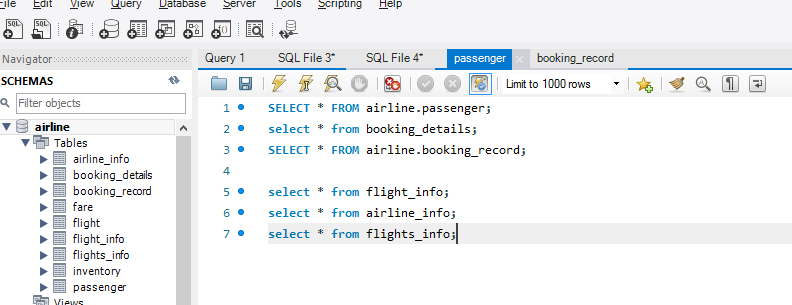 File Edit View Query Database Server Tools Scripting Help
Navigator
Query 1 SQL File 3* SQL File 4* passenger booking_record
SCHEMAS
Limit to 1000 rows
Filter objects
1 SELECT * FROM airline.passenger;
2 select * from booking_details;
3 SELECT * FROM airline.booking_record;
4
5 select * from flight_info;
6 select * from airline_info;
7 select * from flights_info;
airline
Tables
airline_info
booking_details
booking_record
fare
flight
flight_info
flights_info
inventory
passenger
Views